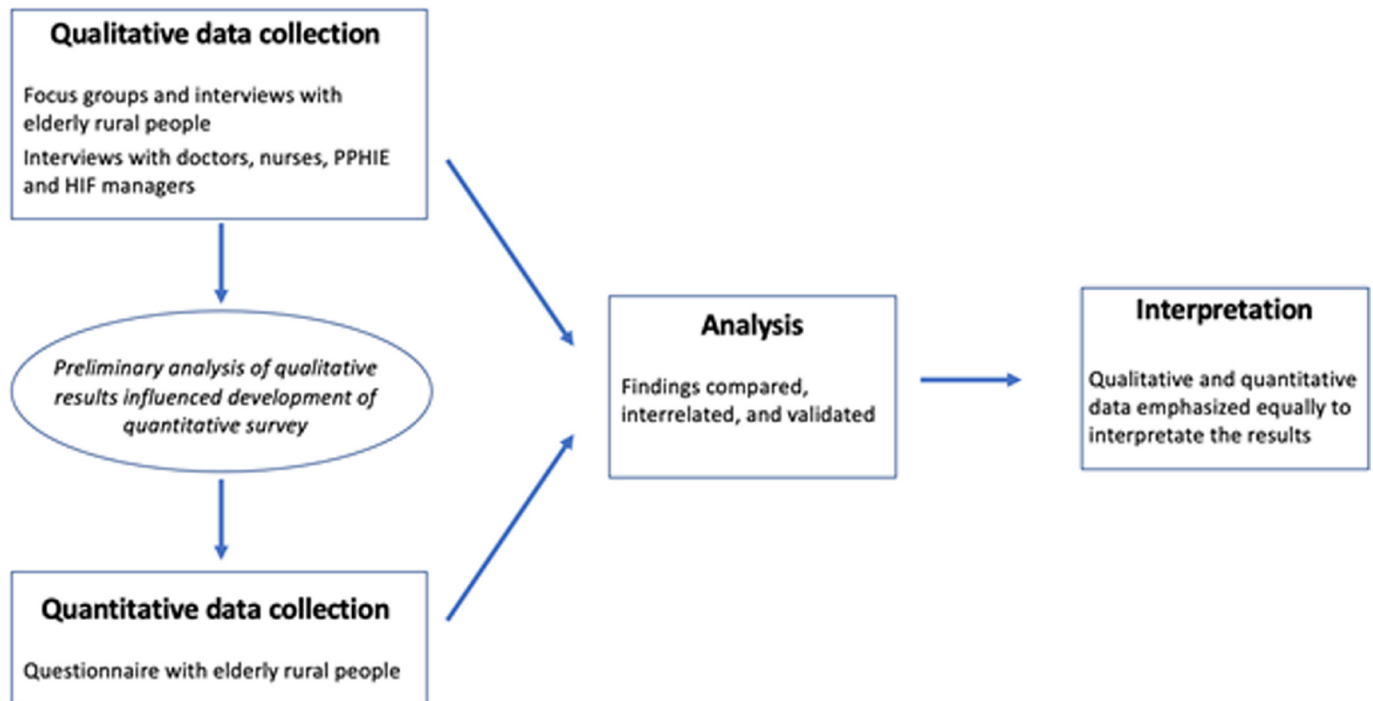 Qualitative data collection
Focus groups and interviews with
elderly rural people
Interviews with doctors, nurses, PPHIE
and HIF managers
Preliminary analysis of qualitative
results influenced development of
quantitative survey
Quantitative data collection
Questionnaire with elderly rural people
Analysis
Findings compared,
interrelated, and validated
Interpretation
Qualitative and quantitative
data emphasized equally to
interpretate the results